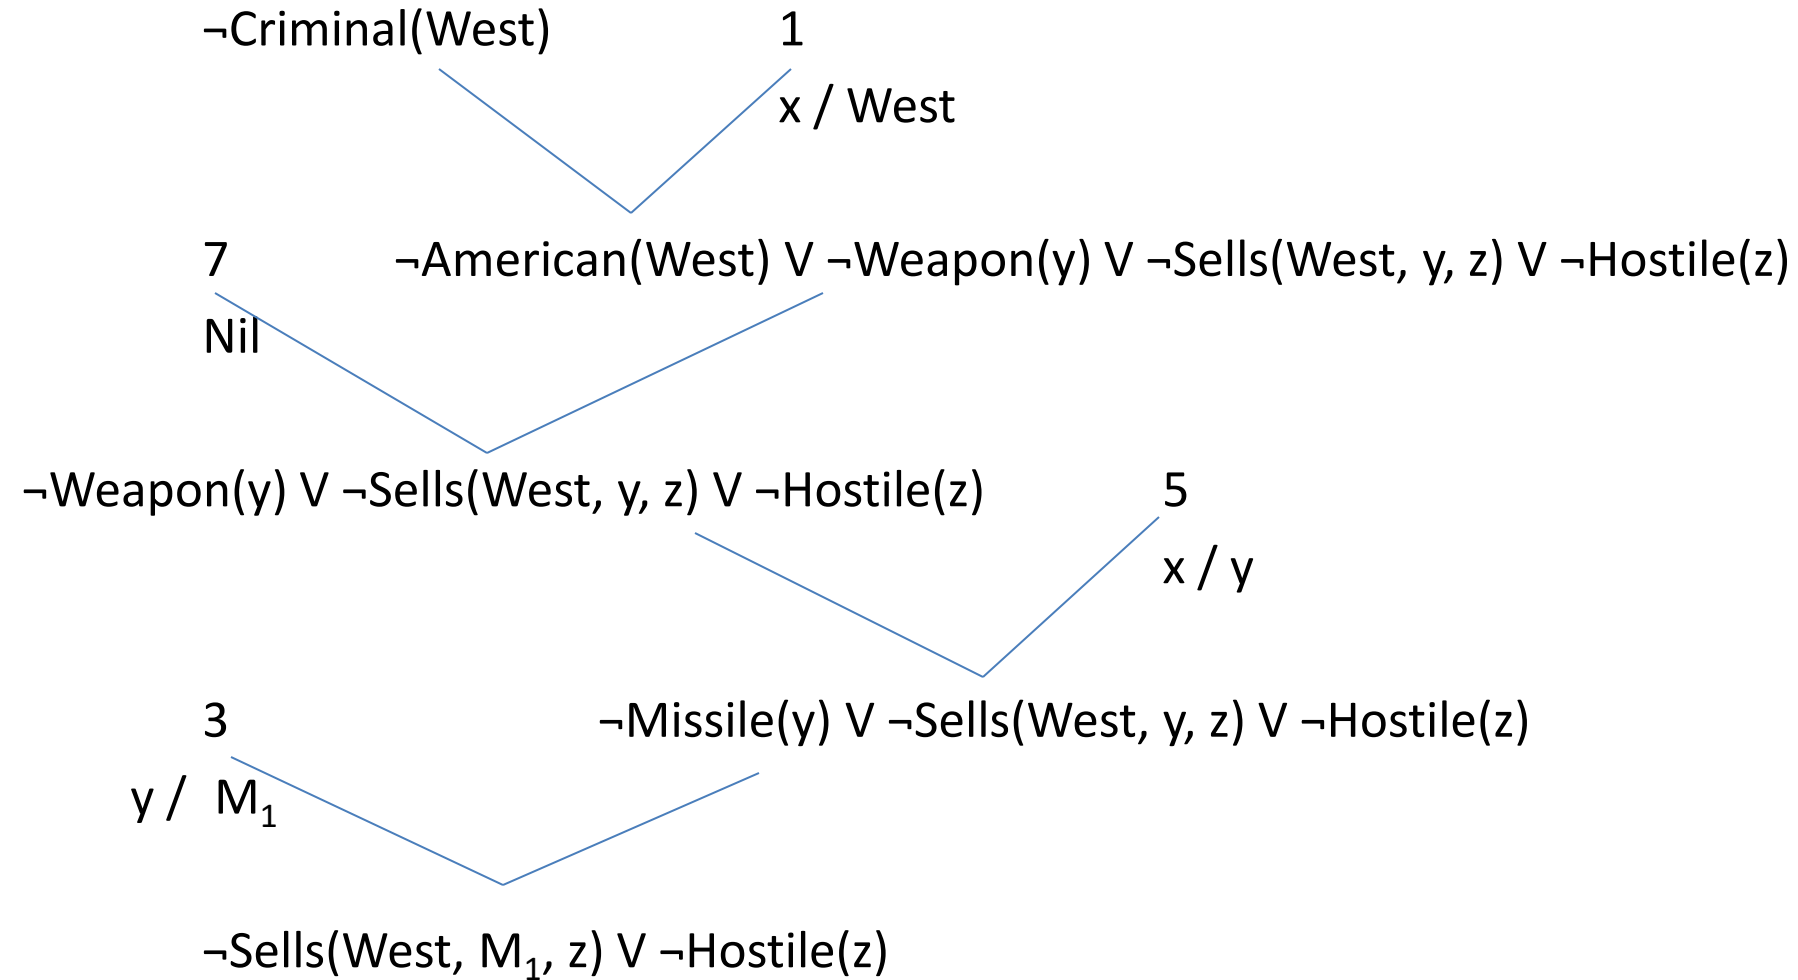 ¬Criminal(West) 1
x / West
7 ¬American(West) V ¬Weapon(y) V ¬Sells(West, y, z) V ¬Hostile(z)
Nil
¬Weapon(y) V ¬Sells(West, y, z) V ¬Hostile(z) 5
x / y
3 ¬Missile(y) V ¬Sells(West, y, z) V ¬Hostile(z)
y / M₁
¬Sells(West, M₁, z) V ¬Hostile(z)